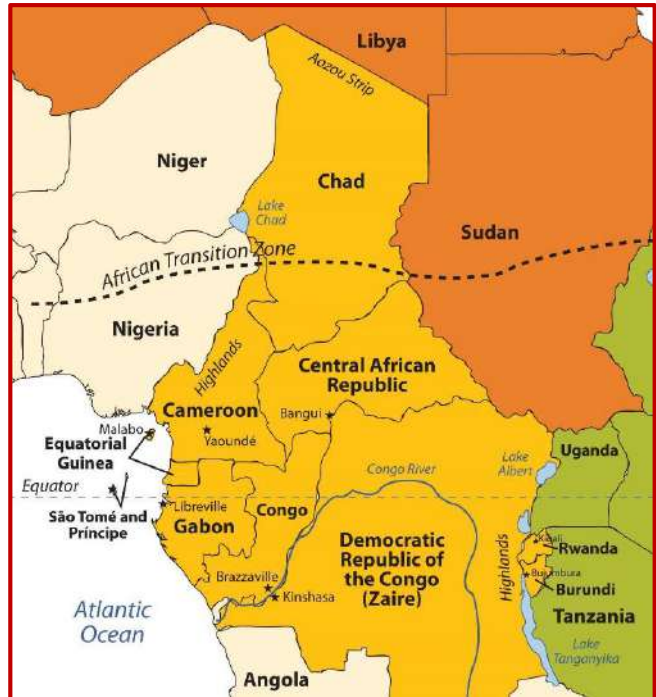 Libya
Aozou Strip
Niger
Chad
Lake
Chad
Sudan
African Transition Zone
Nigeria
Highlands
Central African
Republic
Cameroon
Bangui
Malabo
Yaoundé
Equatorial
Guinea
Uganda
Lake
Albert
Congo River
Equator
Libreville
São Tomé and
Príncipe
Gabon
Congo
Democratic
Republic of
the Congo
(Zaire)
Kigali
Rwanda
Highlands
Bujumbura
Burundi
Brazzaville
Kinshasa
Tanzania
Atlantic
Ocean
Lake
Tanganyika
Angola